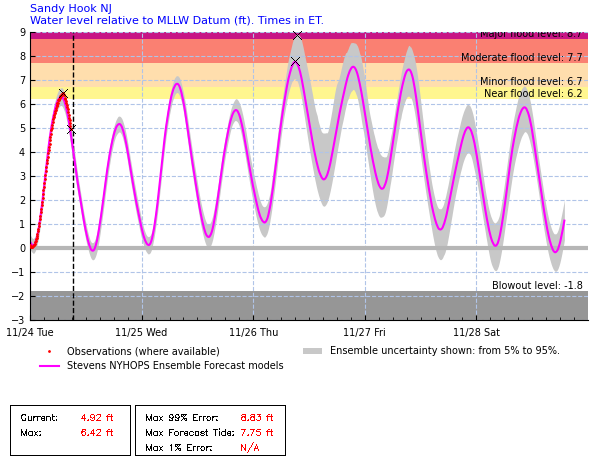 Sandy Hook NJ
Water level relative to MLLW Datum (ft). Times in ET.
9
Major flood level: 8.7
8
Moderate flood level: 7.7
7
Minor flood level: 6.7
Near flood level: 6.2
6
5
4
3
2
1
0
−1
Blowout level: -1.8
−2
−3
11/24 Tue 11/25 Wed 11/26 Thu 11/27 Fri 11/28 Sat
Observations (where available)
Ensemble uncertainty shown: from 5% to 95%.
Stevens NYHOPS Ensemble Forecast models
Current: 4.92 ft
Max: 6.42 ft
Max 99% Error: 8.83 ft
Max Forecast Tide: 7.75 ft
Max 1% Error: N/A